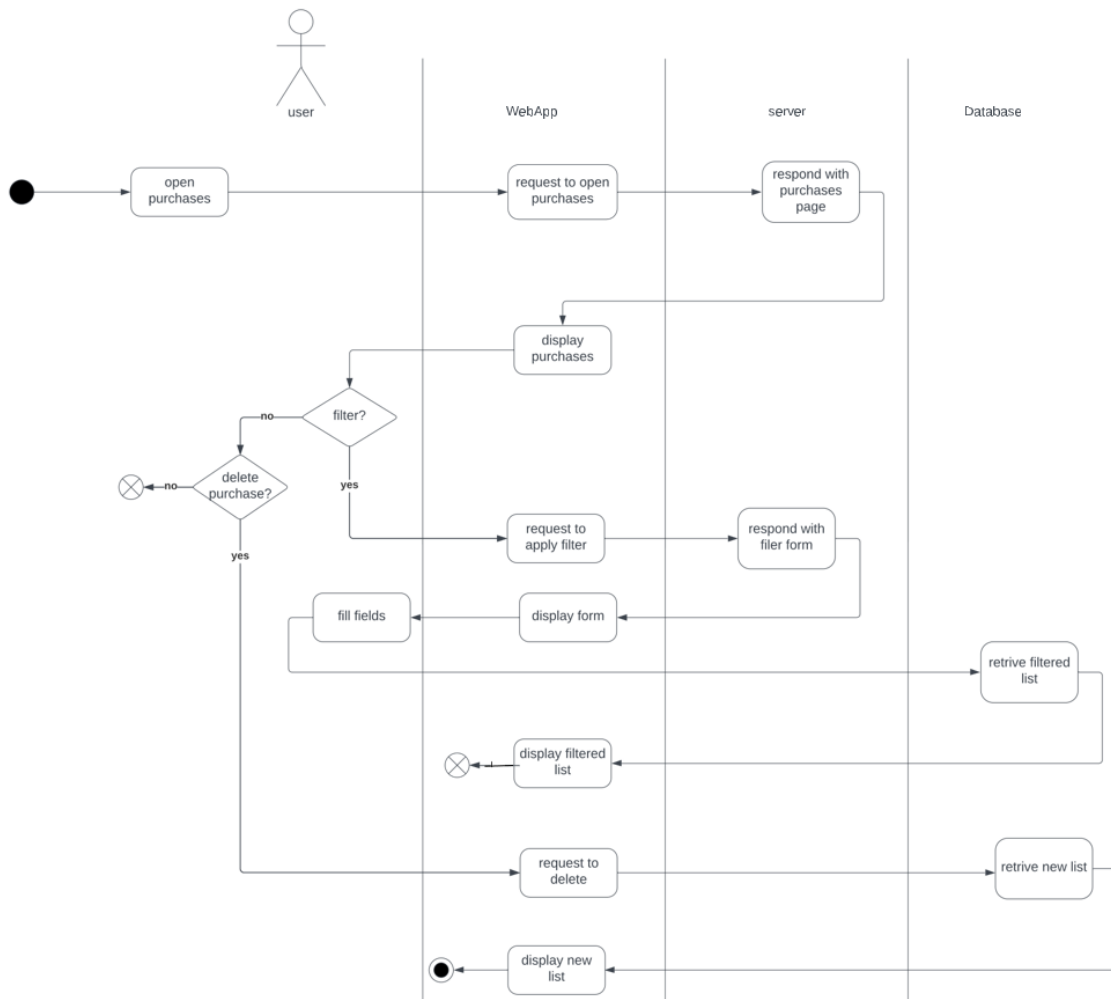 user
WebApp
server
Database
open
purchases
request to open
purchases
respond with
purchases
page
display
purchases
filter?
no
delete
purchase?
no
yes
yes
request to
apply filter
respond with
filer form
fill fields
display form
retrive filtered
list
display filtered
list
request to
delete
retrive new list
display new
list